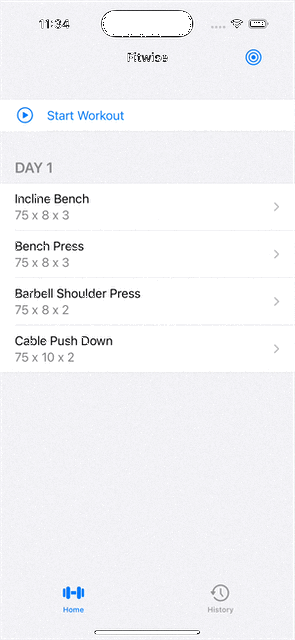 11:34
Fitwise
Start Workout
DAY 1
Incline Bench
75 x 8 x 3
Bench Press
75 x 8 x 3
Barbell Shoulder Press
75 x 8 x 2
Cable Push Down
75 x 10 x 2
Home
History